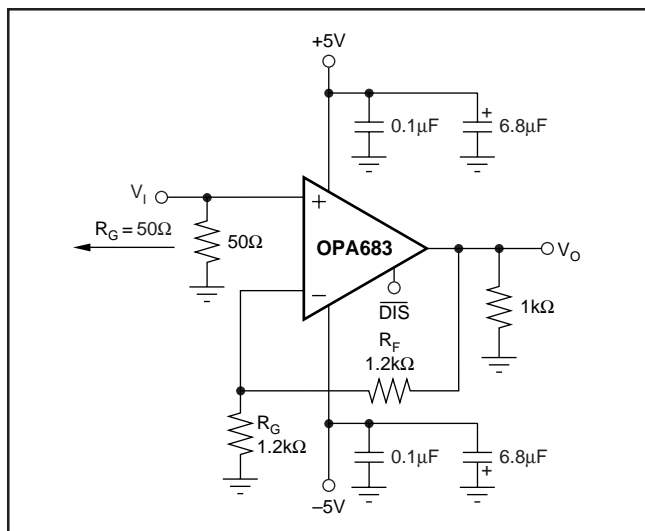 +5V
0.1µF
6.8µF
+
V_I
+
R_G = 50Ω
50Ω
OPA683
V_O
−
DIS
1kΩ
R_F
1.2kΩ
R_G
1.2kΩ
0.1µF
6.8µF
+
−5V